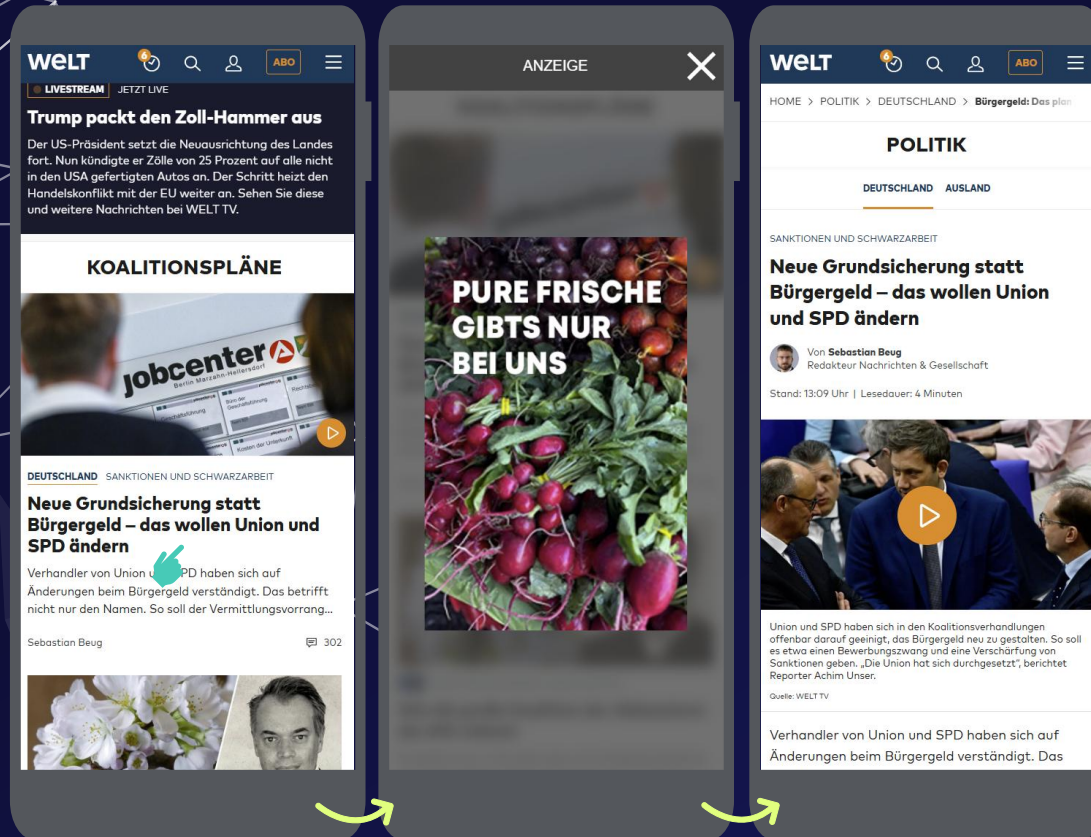 WELT
6
ABO
LIVESTREAM JETZT LIVE
Trump packt den Zoll-Hammer aus
Der US-Präsident setzt die Neuausrichtung des Landes
fort. Nun kündigte er Zölle von 25 Prozent auf alle nicht
in den USA gefertigten Autos an. Der Schritt heizt den
Handelskonflikt mit der EU weiter an. Sehen Sie diese
und weitere Nachrichten bei WELT TV.
KOALITIONSPLÄNE
jobcenter
Berlin Marzahn-Hellersdorf
DEUTSCHLAND SANKTIONEN UND SCHWARZARBEIT
Neue Grundsicherung statt
Bürgergeld – das wollen Union und
SPD ändern
Verhandler von Union u PD haben sich auf
Änderungen beim Bürgergeld verständigt. Das betrifft
nicht nur den Namen. So soll der Vermittlungsvorrang...
Sebastian Beug
302
ANZEIGE
PURE FRISCHE
GIBTS NUR
BEI UNS
WELT
6
ABO
HOME > POLITIK > DEUTSCHLAND > Bürgergeld: Das plan
POLITIK
DEUTSCHLAND AUSLAND
SANKTIONEN UND SCHWARZARBEIT
Neue Grundsicherung statt
Bürgergeld – das wollen Union
und SPD ändern
Von Sebastian Beug
Redakteur Nachrichten & Gesellschaft
Stand: 13:09 Uhr | Lesedauer: 4 Minuten
Union und SPD haben sich in den Koalitionsverhandlungen
offenbar darauf geeinigt, das Bürgergeld neu zu gestalten. So soll
es etwa einen Bewerbungszwang und eine Verschärfung von
Sanktionen geben. „Die Union hat sich durchgesetzt“, berichtet
Reporter Achim Unser.
Quelle: WELT TV
Verhandler von Union und SPD haben sich auf
Änderungen beim Bürgergeld verständigt. Das